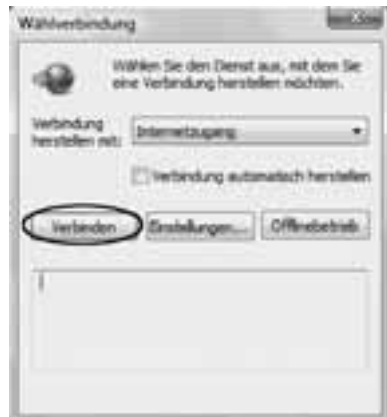 Wählverbindung
Wählen Sie den Dienst aus, mit dem Sie
eine Verbindung herstellen möchten.
Verbindung
herstellen mit:
Internetzugang
Verbindung automatisch herstellen
Verbinden
Einstellungen...
Offlinebetrieb